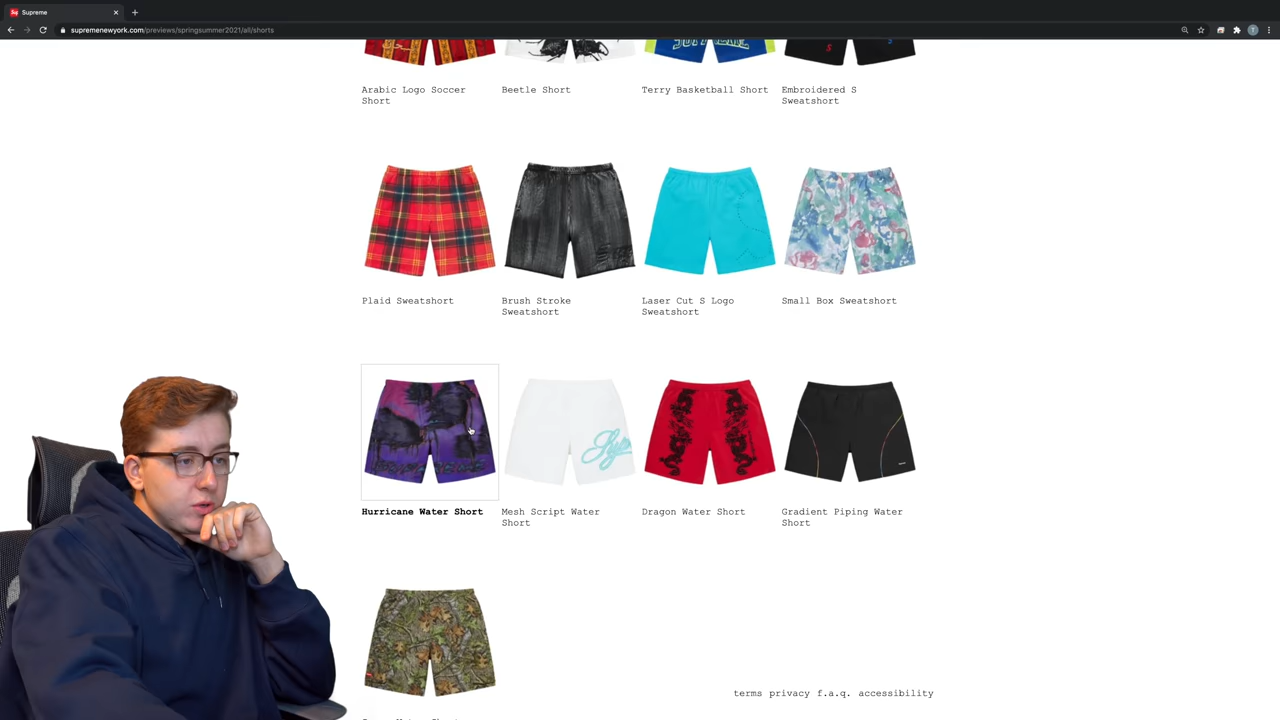 Supreme
supremenewyork.com/previews/springsummer2021/all/shorts
T
Arabic Logo Soccer
Short
Beetle Short
Terry Basketball Short
Embroidered S
Sweatshort
Plaid Sweatshort
Brush Stroke
Sweatshort
Laser Cut S Logo
Sweatshort
Small Box Sweatshort
Hurricane Water Short
Mesh Script Water
Short
Dragon Water Short
Gradient Piping Water
Short
terms privacy f.a.q. accessibility